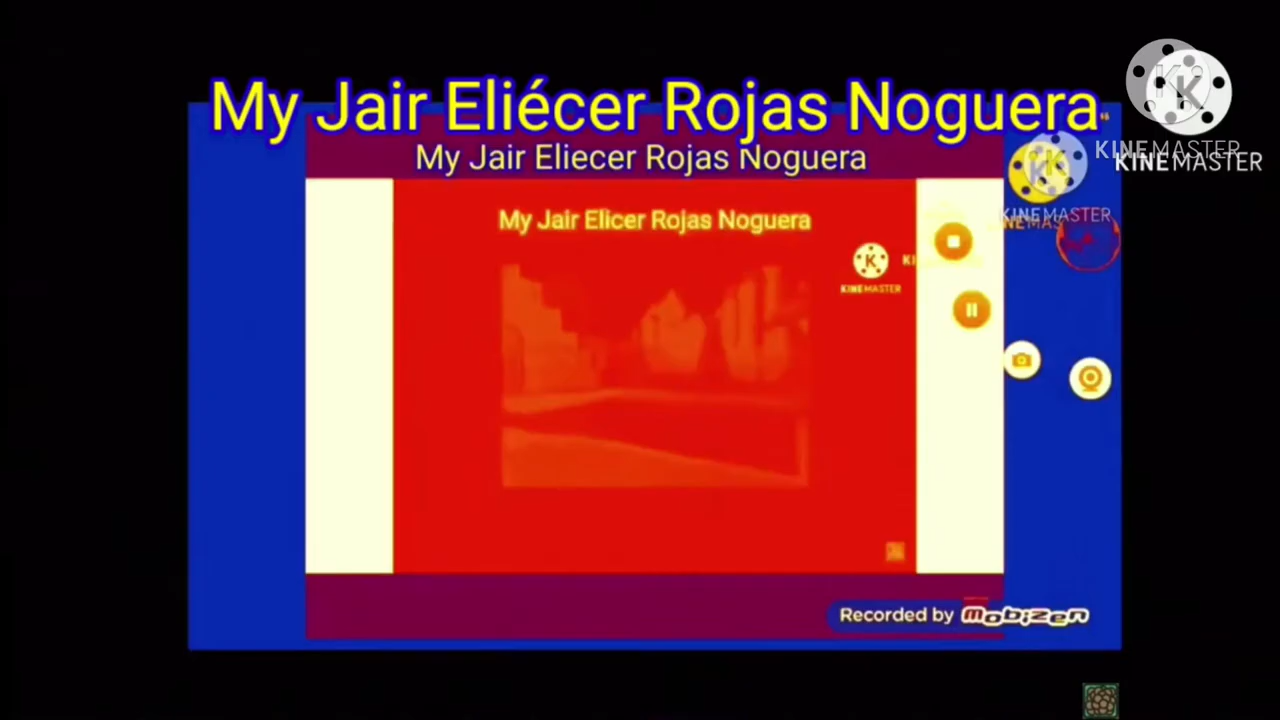 My Jair Eliécer Rojas Noguera
My Jair Eliecer Rojas Noguera
My Jair Elicer Rojas Noguera
KINEMASTER
KINEMASTER
KINEMASTER
KINEMASTER
Recorded by Mobizen